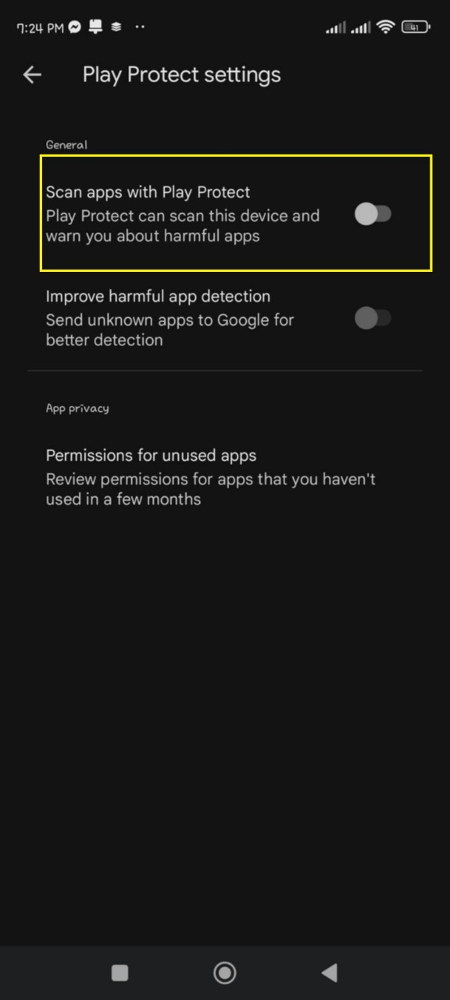 7:24 PM
41
Play Protect settings
General
Scan apps with Play Protect
Play Protect can scan this device and
warn you about harmful apps
Improve harmful app detection
Send unknown apps to Google for
better detection
App privacy
Permissions for unused apps
Review permissions for apps that you haven't
used in a few months